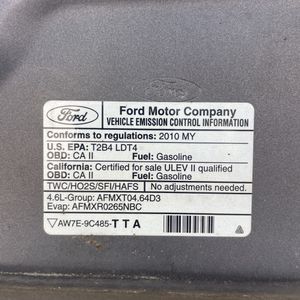 Ford
Ford Motor Company
VEHICLE EMISSION CONTROL INFORMATION
Conforms to regulations: 2010 MY
U.S. EPA: T2B4 LDT4
OBD: CA II Fuel: Gasoline
California: Certified for sale ULEV II qualified
OBD: CA II Fuel: Gasoline
TWC/HO2S/SFI/HAFS No adjustments needed.
4.6L-Group: AFMXT04.64D3
Evap: AFMXR0265NBC
AW7E-9C485-TTA